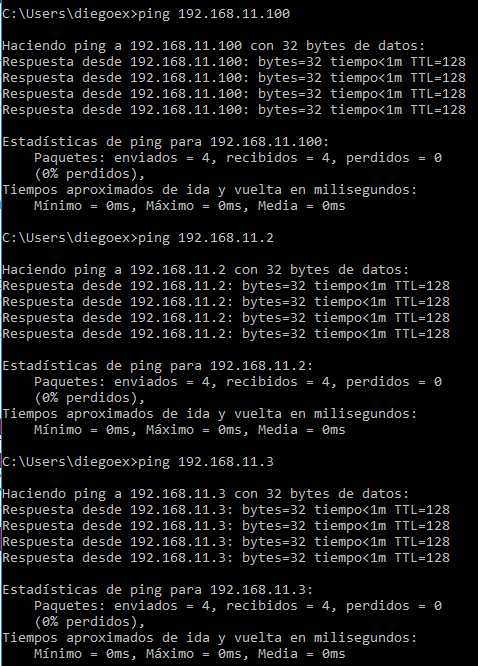 C:\Users\diegoex>ping 192.168.11.100
Haciendo ping a 192.168.11.100 con 32 bytes de datos:
Respuesta desde 192.168.11.100: bytes=32 tiempo<1m TTL=128
Respuesta desde 192.168.11.100: bytes=32 tiempo<1m TTL=128
Respuesta desde 192.168.11.100: bytes=32 tiempo<1m TTL=128
Respuesta desde 192.168.11.100: bytes=32 tiempo<1m TTL=128
Estadísticas de ping para 192.168.11.100:
Paquetes: enviados = 4, recibidos = 4, perdidos = 0
(0% perdidos),
Tiempos aproximados de ida y vuelta en milisegundos:
Mínimo = 0ms, Máximo = 0ms, Media = 0ms
C:\Users\diegoex>ping 192.168.11.2
Haciendo ping a 192.168.11.2 con 32 bytes de datos:
Respuesta desde 192.168.11.2: bytes=32 tiempo<1m TTL=128
Respuesta desde 192.168.11.2: bytes=32 tiempo<1m TTL=128
Respuesta desde 192.168.11.2: bytes=32 tiempo<1m TTL=128
Respuesta desde 192.168.11.2: bytes=32 tiempo<1m TTL=128
Estadísticas de ping para 192.168.11.2:
Paquetes: enviados = 4, recibidos = 4, perdidos = 0
(0% perdidos),
Tiempos aproximados de ida y vuelta en milisegundos:
Mínimo = 0ms, Máximo = 0ms, Media = 0ms
C:\Users\diegoex>ping 192.168.11.3
Haciendo ping a 192.168.11.3 con 32 bytes de datos:
Respuesta desde 192.168.11.3: bytes=32 tiempo<1m TTL=128
Respuesta desde 192.168.11.3: bytes=32 tiempo<1m TTL=128
Respuesta desde 192.168.11.3: bytes=32 tiempo<1m TTL=128
Respuesta desde 192.168.11.3: bytes=32 tiempo<1m TTL=128
Estadísticas de ping para 192.168.11.3:
Paquetes: enviados = 4, recibidos = 4, perdidos = 0
(0% perdidos),
Tiempos aproximados de ida y vuelta en milisegundos:
Mínimo = 0ms, Máximo = 0ms, Media = 0ms